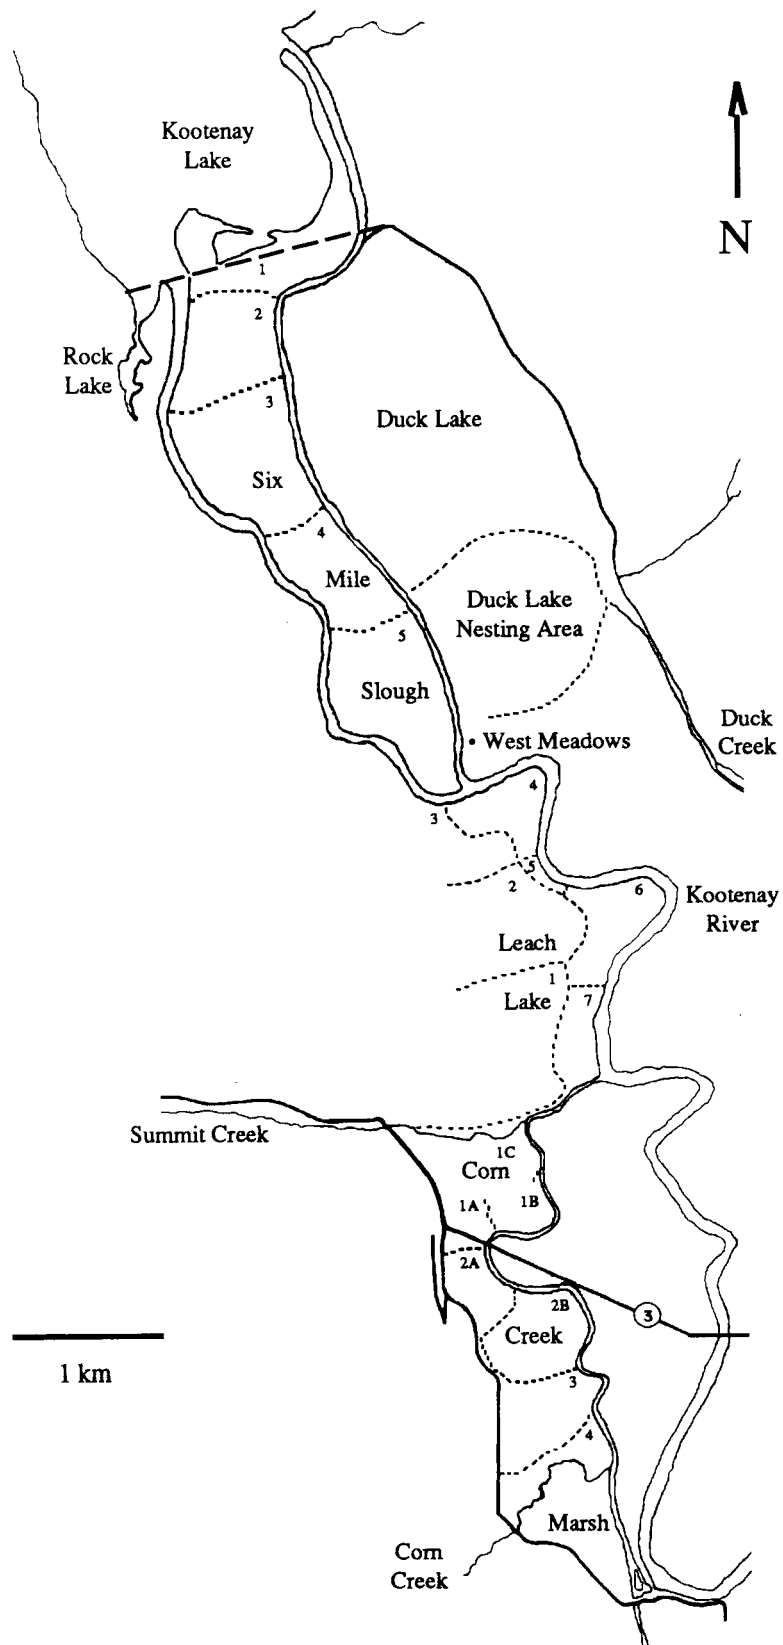 Kootenay
Lake
N
1
2
Rock
Lake
3
Duck Lake
Six
4
Mile
Duck Lake
Nesting Area
5
Slough
Duck
Creek
West Meadows
4
3
5
2
6
Kootenay
River
Leach
1
Lake
7
Summit Creek
1C
Corn
1A
1B
2A
2B
3
Creek
1 km
3
4
Marsh
Corn
Creek